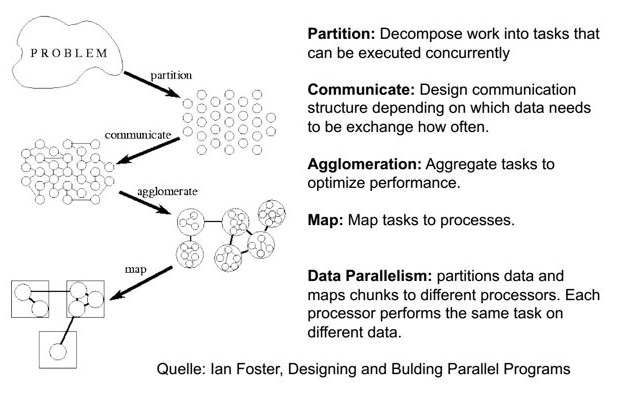 PROBLEM
partition
communicate
agglomerate
map
Partition: Decompose work into tasks that
can be executed concurrently
Communicate: Design communication
structure depending on which data needs
to be exchange how often.
Agglomeration: Aggregate tasks to
optimize performance.
Map: Map tasks to processes.
Data Parallelism: partitions data and
maps chunks to different processors. Each
processor performs the same task on
different data.
Quelle: Ian Foster, Designing and Bulding Parallel Programs